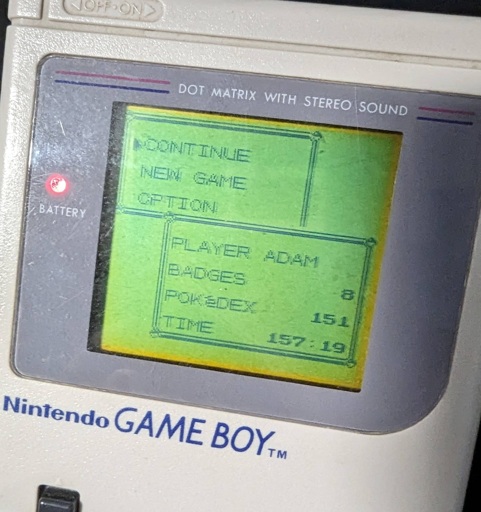 OFF•ON
DOT MATRIX WITH STEREO SOUND
BATTERY
▶CONTINUE
NEW GAME
OPTION
PLAYER ADAM
BADGES 8
POKéDEX 151
TIME 157:19
Nintendo GAME BOY™